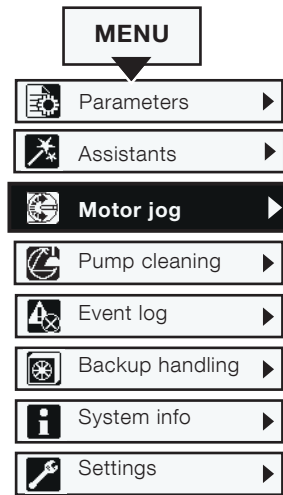 MENU
Parameters
Assistants
Motor jog
Pump cleaning
Event log
Backup handling
System info
Settings